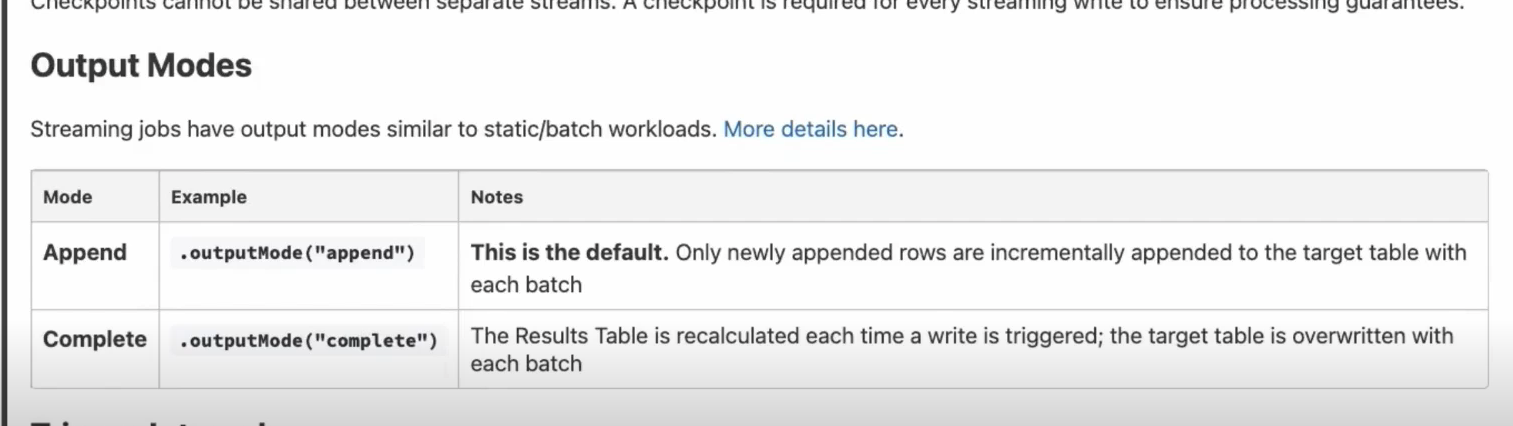 Checkpoints cannot be shared between separate streams. A checkpoint is required for every streaming write to ensure processing guarantees.
Output Modes
Streaming jobs have output modes similar to static/batch workloads. More details here.
Mode Example Notes
Append .outputMode("append") This is the default. Only newly appended rows are incrementally appended to the target table with
each batch
Complete .outputMode("complete") The Results Table is recalculated each time a write is triggered; the target table is overwritten with
each batch